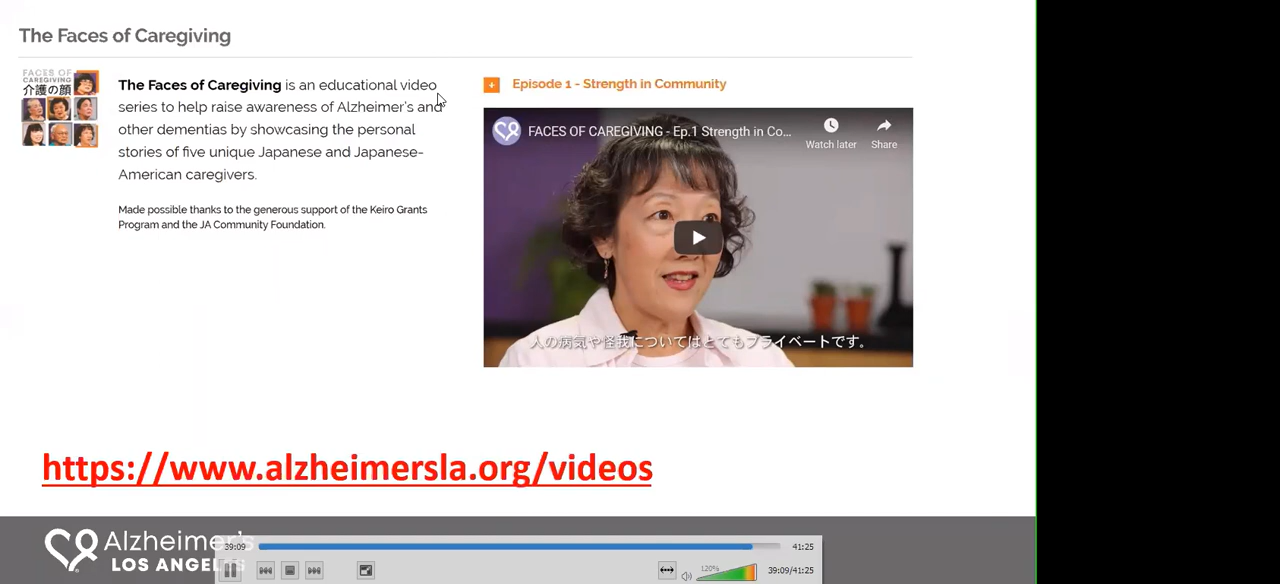 The Faces of Caregiving
FACES OF
CAREGIVING
介護の顔
The Faces of Caregiving is an educational video
series to help raise awareness of Alzheimer's and
other dementias by showcasing the personal
stories of five unique Japanese and Japanese-
American caregivers.
Made possible thanks to the generous support of the Keiro Grants
Program and the JA Community Foundation.
Episode 1 - Strength in Community
FACES OF CAREGIVING - Ep.1 Strength in Co...
Watch later
Share
人の病気や怪我についてはとてもプライベートです。
https://www.alzheimersla.org/videos
Alzheimer's
LOS ANGELES
39:09
41:25
120%
39:09/41:25